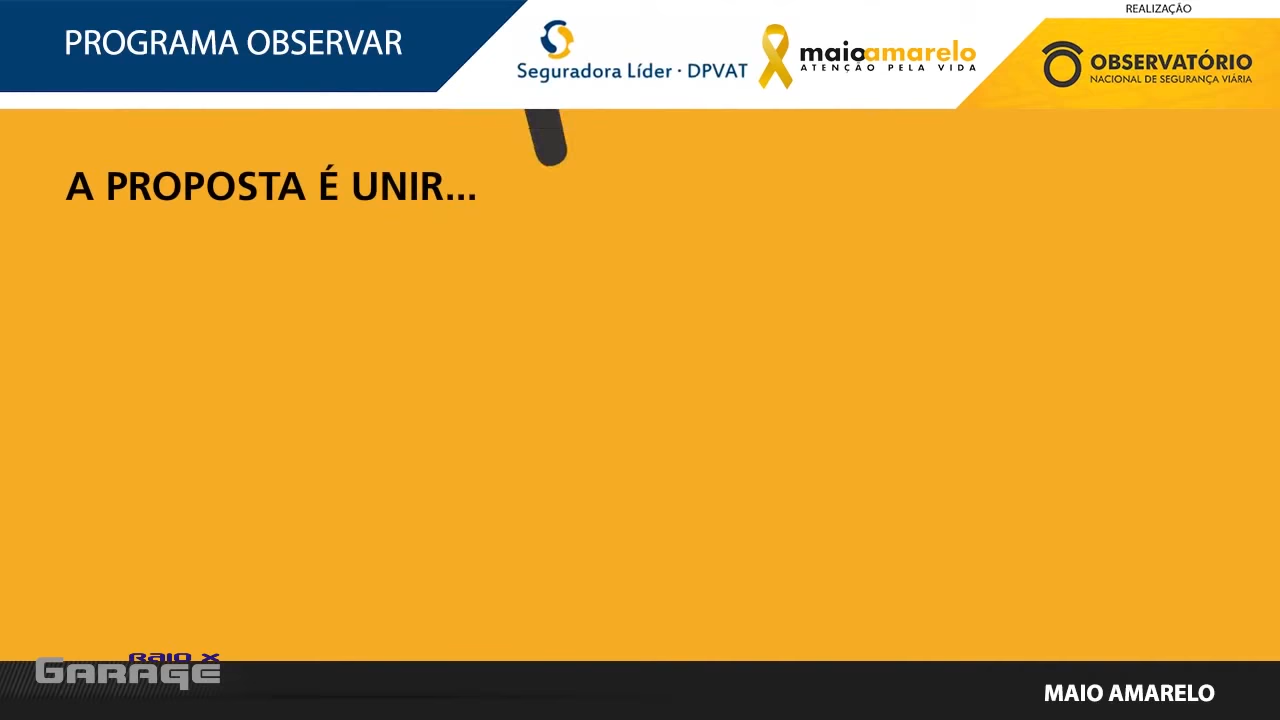 REALIZAÇÃO
PROGRAMA OBSERVAR
Seguradora Líder · DPVAT
maioamarelo
ATENÇÃO PELA VIDA
OBSERVATÓRIO
NACIONAL DE SEGURANÇA VIÁRIA
A PROPOSTA É UNIR...
RAIO X
GARAGE
MAIO AMARELO